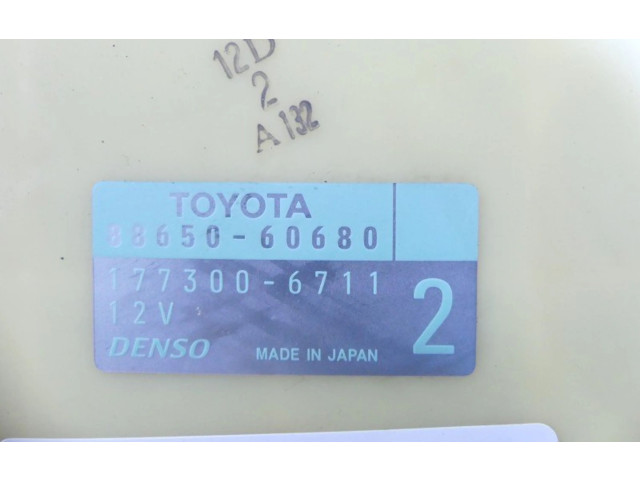 12D
2
A132
TOYOTA
88650-60680
177300-6711
12V
2
DENSO
MADE IN JAPAN